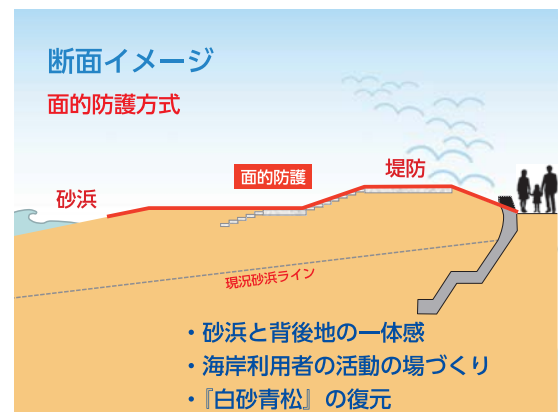 断面イメージ
面的防護方式
面的防護
堤防
砂浜
現況砂浜ライン
・砂浜と背後地の一体感
・海岸利用者の活動の場づくり
・『白砂青松』の復元